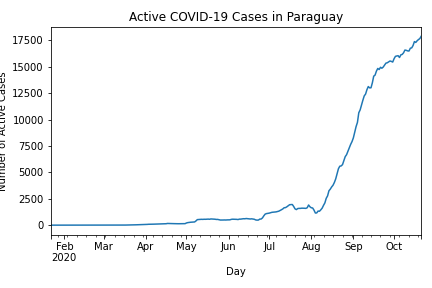 Active COVID-19 Cases in Paraguay
Number of Active Cases
17500
15000
12500
10000
7500
5000
2500
0
Feb
2020
Mar
Apr
May
Jun
Jul
Aug
Sep
Oct
Day